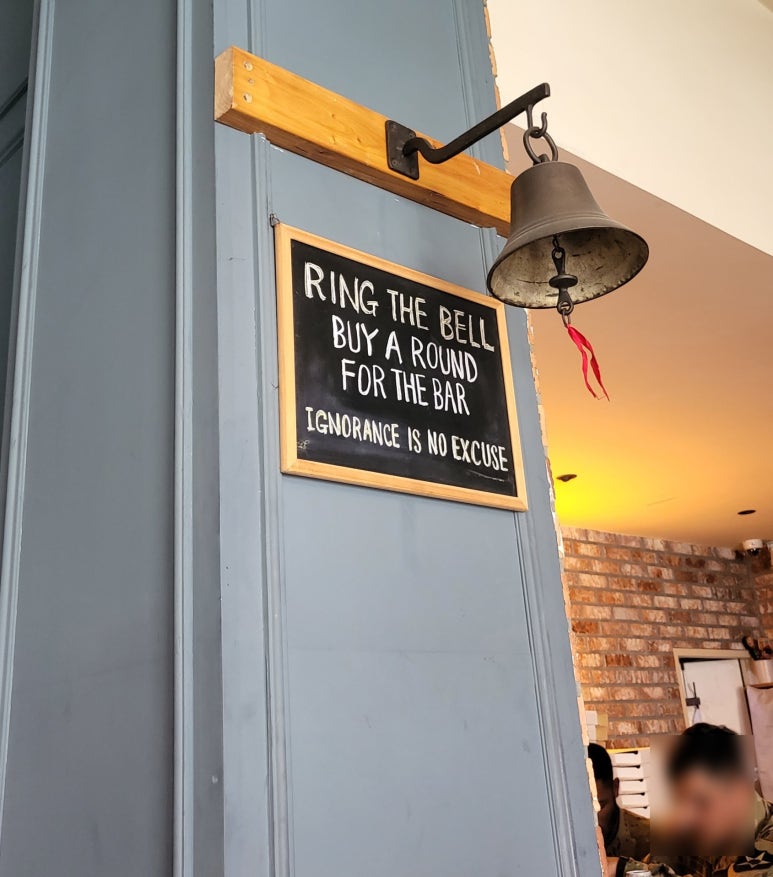 RING THE BELL
BUY A ROUND
FOR THE BAR
IGNORANCE IS NO EXCUSE